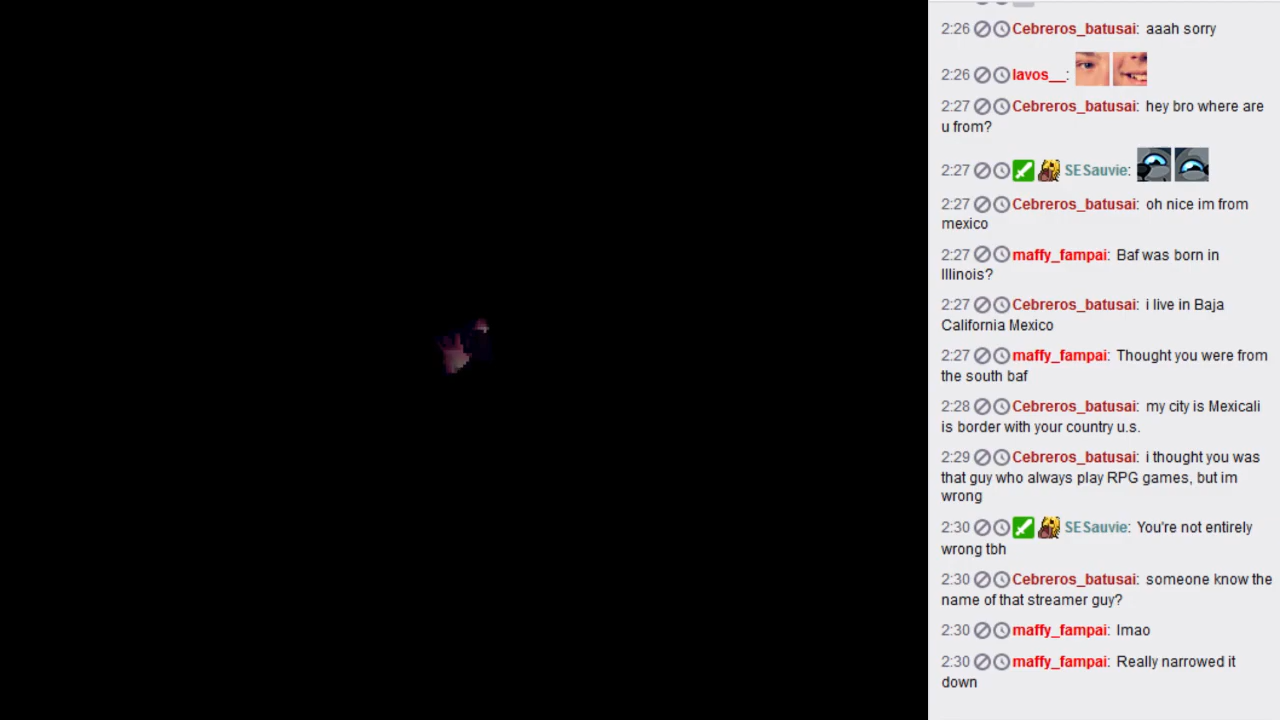 2:26 Cebreros_batusai: aaah sorry
2:26 lavos__:
2:27 Cebreros_batusai: hey bro where are
u from?
2:27 SESauvie:
2:27 Cebreros_batusai: oh nice im from
mexico
2:27 maffy_fampai: Baf was born in
Illinois?
2:27 Cebreros_batusai: i live in Baja
California Mexico
2:27 maffy_fampai: Thought you were from
the south baf
2:28 Cebreros_batusai: my city is Mexicali
is border with your country u.s.
2:29 Cebreros_batusai: i thought you was
that guy who always play RPG games, but im
wrong
2:30 SESauvie: You're not entirely
wrong tbh
2:30 Cebreros_batusai: someone know the
name of that streamer guy?
2:30 maffy_fampai: lmao
2:30 maffy_fampai: Really narrowed it
down